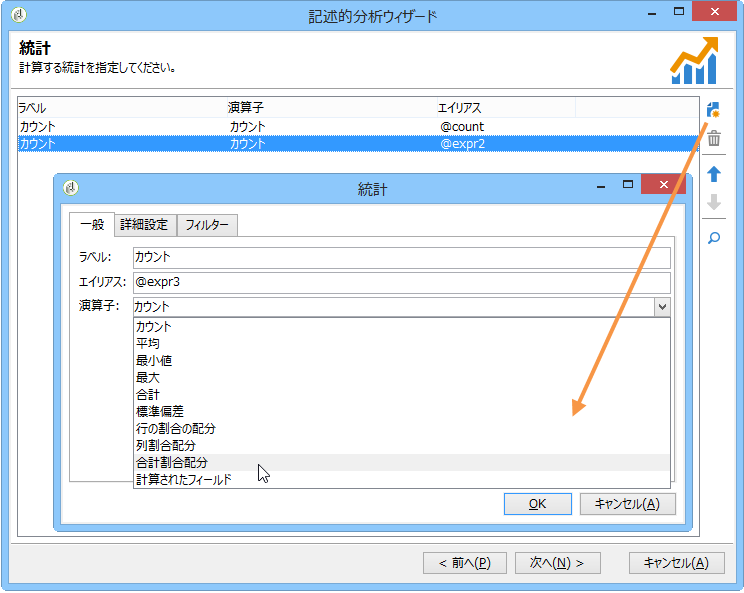 記述的分析ウィザード
統計
計算する統計を指定してください。
ラベル 演算子 エイリアス
カウント カウント @count
カウント カウント @expr2
統計
一般 詳細設定 フィルター
ラベル: カウント
エイリアス: @expr3
演算子: カウント
カウント
平均
最小値
最大
合計
標準偏差
行の割合の配分
列割合配分
合計割合配分
計算されたフィールド
OK キャンセル(A)
< 前へ(P) 次へ(N) > キャンセル(A)